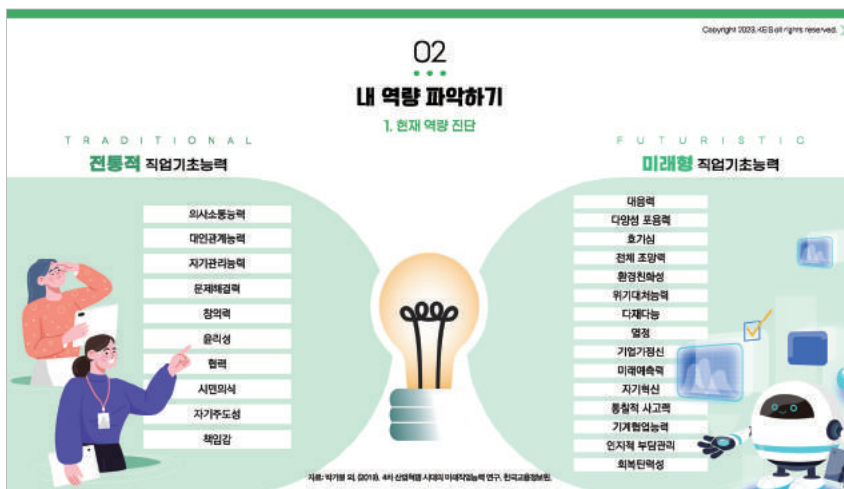 Copyright 2023. KEIS all rights reserved.
02
내 역량 파악하기
1. 현재 역량 진단
TRADITIONAL
전통적 직업기초능력
의사소통능력
대인관계능력
자기관리능력
문제해결력
창의력
윤리성
협력
시민의식
자기주도성
책임감
FUTURISTIC
미래형 직업기초능력
대응력
다양성 포용력
호기심
전체 조망력
환경친화성
위기대처능력
다재다능
열정
기업가정신
미래예측력
자기혁신
통찰적 사고력
기계협업능력
인지적 부담관리
회복탄력성
자료: 박가열 외. (2019). 4차 산업혁명 시대의 미래직업능력 연구. 한국고용정보원.